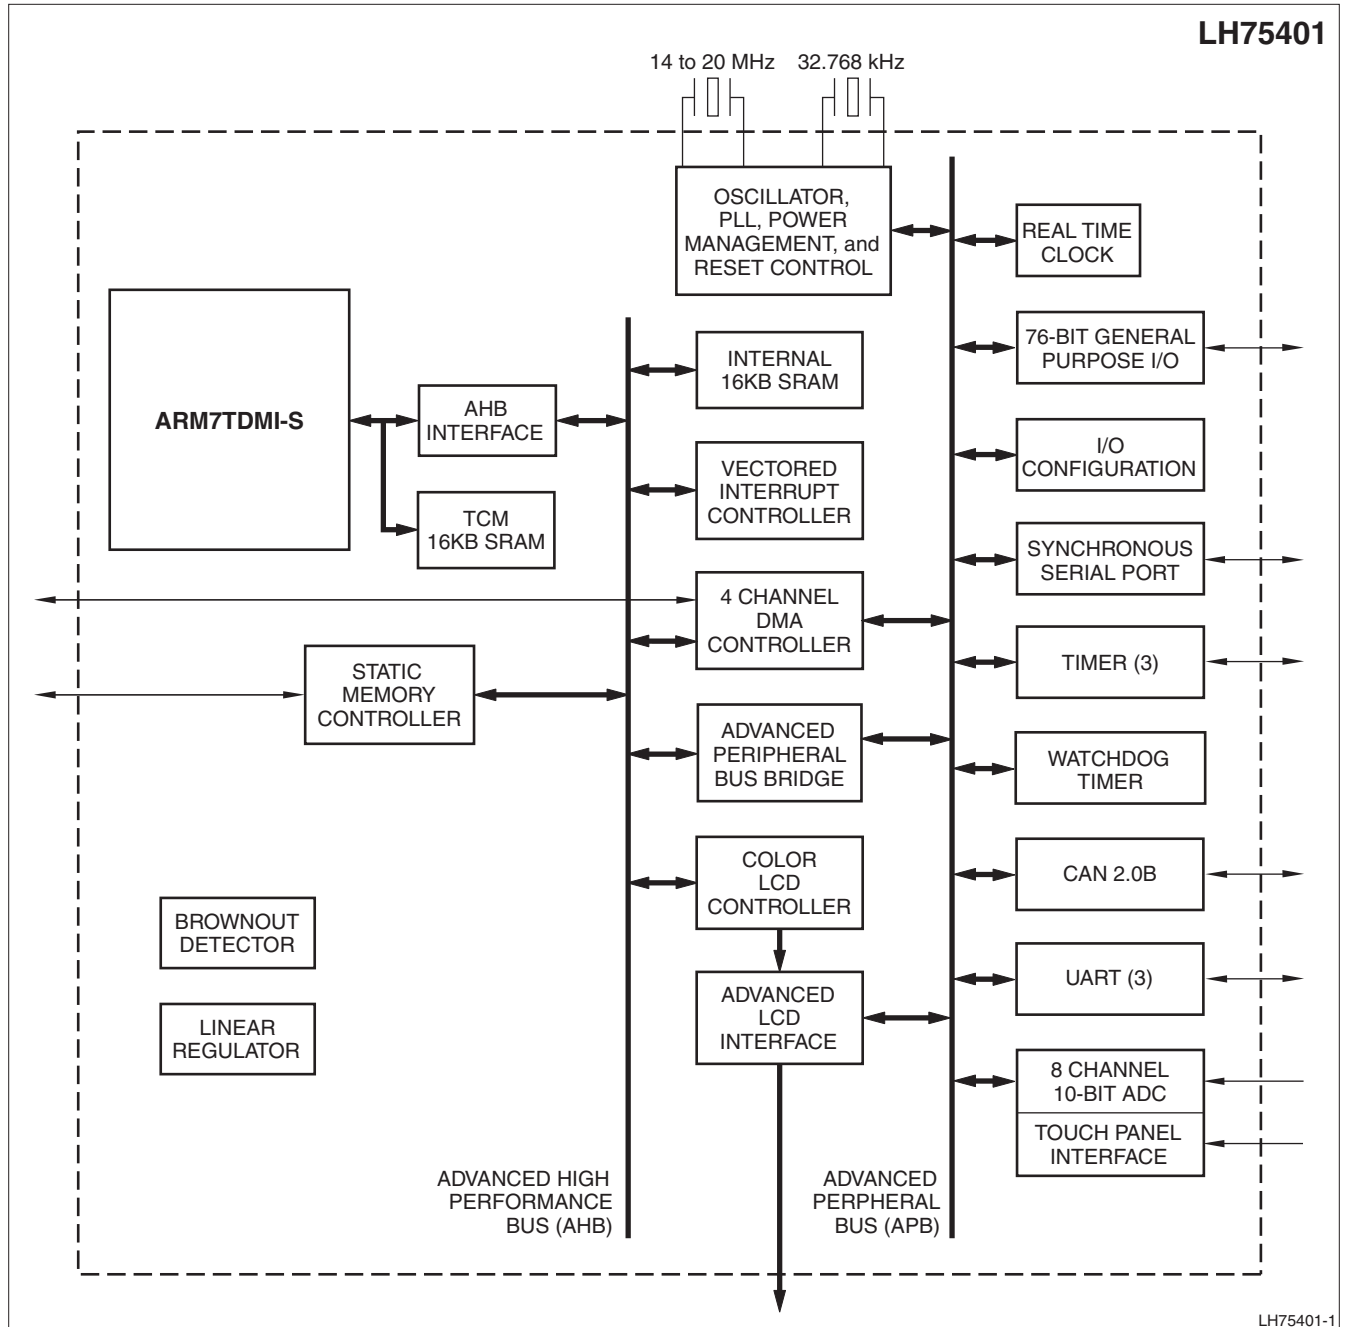 LH75401
14 to 20 MHz
32.768 kHz
OSCILLATOR,
PLL, POWER
MANAGEMENT, and
RESET CONTROL
REAL TIME
CLOCK
76-BIT GENERAL
PURPOSE I/O
INTERNAL
16KB SRAM
ARM7TDMI-S
AHB
INTERFACE
I/O
CONFIGURATION
VECTORED
INTERRUPT
CONTROLLER
TCM
16KB SRAM
SYNCHRONOUS
SERIAL PORT
4 CHANNEL
DMA
CONTROLLER
STATIC
MEMORY
CONTROLLER
TIMER (3)
ADVANCED
PERIPHERAL
BUS BRIDGE
WATCHDOG
TIMER
COLOR
LCD
CONTROLLER
CAN 2.0B
BROWNOUT
DETECTOR
ADVANCED
LCD
INTERFACE
UART (3)
LINEAR
REGULATOR
8 CHANNEL
10-BIT ADC
TOUCH PANEL
INTERFACE
ADVANCED HIGH
PERFORMANCE
BUS (AHB)
ADVANCED
PERPHERAL
BUS (APB)
LH75401-1